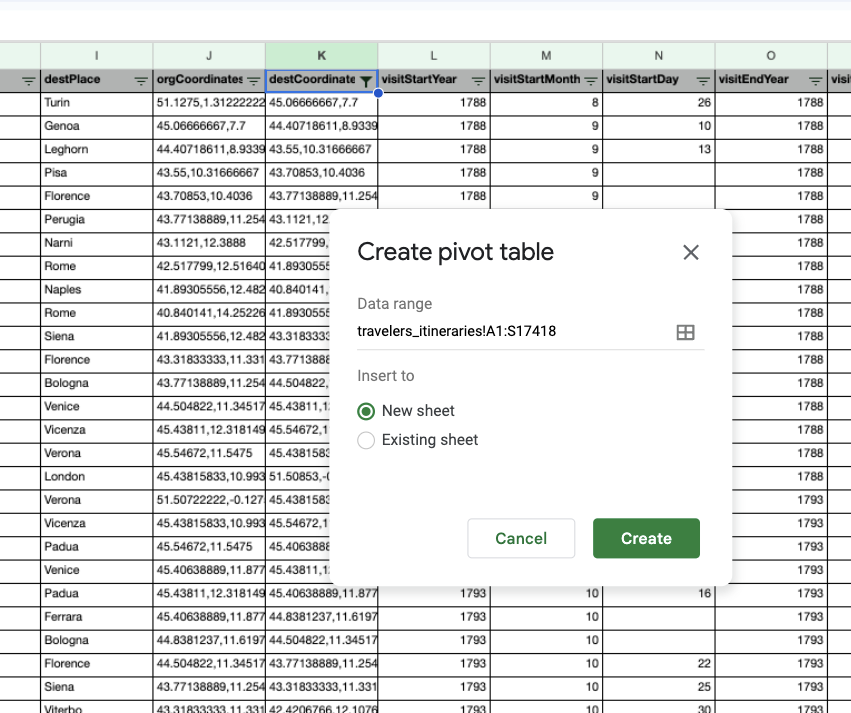 I J K L M N O
destPlace orgCoordinates destCoordinate visitStartYear visitStartMonth visitStartDay visitEndYear visi
Turin 51.1275,1.31222222 45.06666667,7.7 1788 8 26 1788
Genoa 45.06666667,7.7 44.40718611,8.9339 1788 9 10 1788
Leghorn 44.40718611,8.9339 43.55,10.31666667 1788 9 13 1788
Pisa 43.55,10.31666667 43.70853,10.4036 1788 9 1788
Florence 43.70853,10.4036 43.77138889,11.254 1788 9 1788
Perugia 43.77138889,11.254 43.1121,12 1788
Narni 43.1121,12.3888 42.517799, 1788
Rome 42.517799,12.51640 41.89305555 1788
Naples 41.89305556,12.482 40.840141, 1788
Rome 40.840141,14.25226 41.89305555 1788
Siena 41.89305556,12.482 43.3183333 1788
Florence 43.31833333,11.331 43.7713888 1788
Bologna 43.77138889,11.254 44.504822, 1788
Venice 44.504822,11.34517 45.43811,1 1788
Vicenza 45.43811,12.318149 45.54672,1 1788
Verona 45.54672,11.5475 45.4381583 1788
London 45.43815833,10.993 51.50853,-0 1788
Verona 51.50722222,-0.127 45.4381583 1793
Vicenza 45.43815833,10.993 45.54672,1 1793
Padua 45.54672,11.5475 45.4063888 1793
Venice 45.40638889,11.877 45.43811,1 1793
Padua 45.43811,12.318149 45.40638889,11.877 1793 10 16 1793
Ferrara 45.40638889,11.877 44.8381237,11.6197 1793 10 1793
Bologna 44.8381237,11.6197 44.504822,11.34517 1793 10 1793
Florence 44.504822,11.34517 43.77138889,11.254 1793 10 22 1793
Siena 43.77138889,11.254 43.31833333,11.331 1793 10 25 1793
Viterbo 43.31833333,11.331 42.4206766,12.1076 1793 10 30 1793
Create pivot table
Data range
travelers_itineraries!A1:S17418
Insert to
New sheet
Existing sheet
Cancel Create